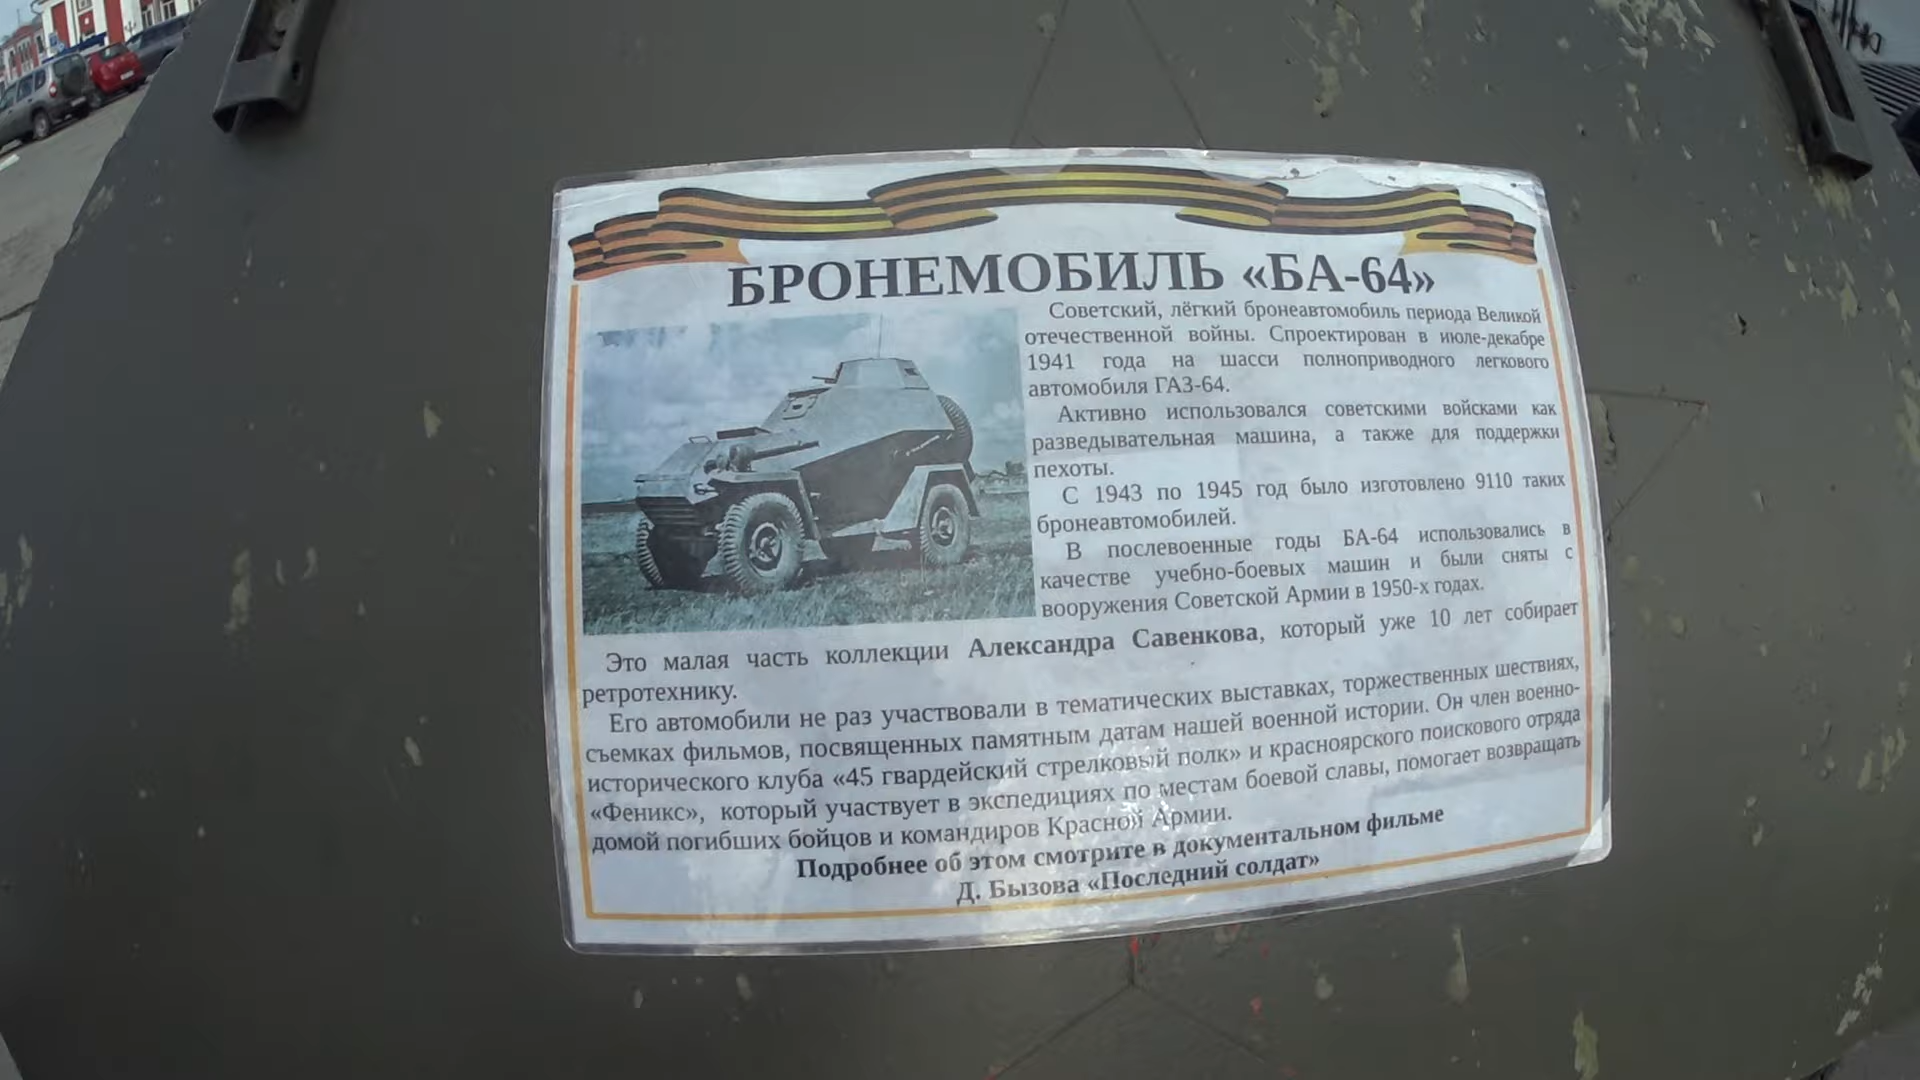 БРОНЕМОБИЛЬ «БА-64»
Советский, лёгкий бронеавтомобиль периода Великой
отечественной войны. Спроектирован в июле-декабре
1941 года на шасси полноприводного легкового
автомобиля ГАЗ-64.
Активно использовался советскими войсками как
разведывательная машина, а также для поддержки
пехоты.
С 1943 по 1945 год было изготовлено 9110 таких
бронеавтомобилей.
В послевоенные годы БА-64 использовались в
качестве учебно-боевых машин и были сняты с
вооружения Советской Армии в 1950-х годах.
Это малая часть коллекции Александра Савенкова, который уже 10 лет собирает
ретротехнику.
Его автомобили не раз участвовали в тематических выставках, торжественных шествиях,
съемках фильмов, посвященных памятным датам нашей военной истории. Он член военно-
исторического клуба «45 гвардейский стрелковый полк» и красноярского поискового отряда
«Феникс», который участвует в экспедициях по местам боевой славы, помогает возвращать
домой погибших бойцов и командиров Красной Армии.
Подробнее об этом смотрите в документальном фильме
Д. Бызова «Последний солдат»